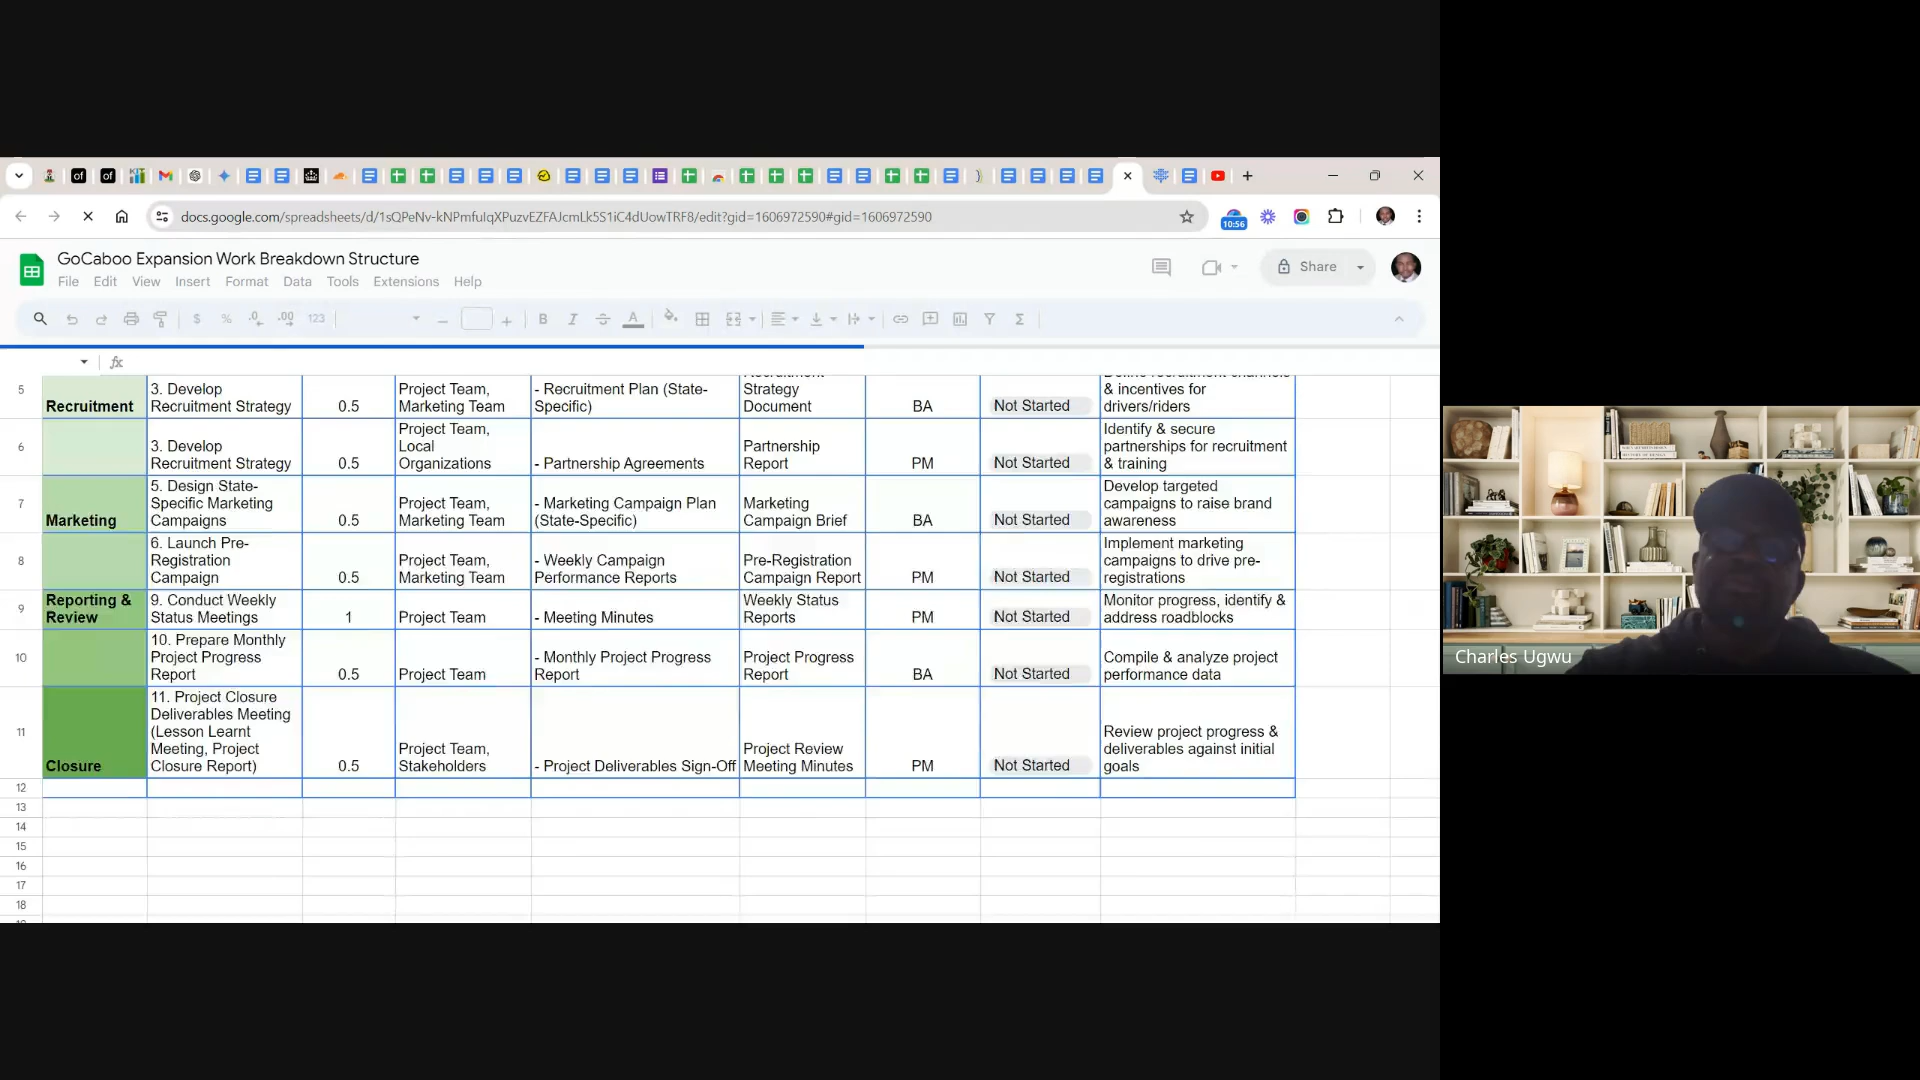 docs.google.com/spreadsheets/d/1sQPeNv-kNPmfuIqXPuzvEZFAJcmLk5S1iC4dUowTRF8/edit?gid=1606972590#gid=1606972590
10:56
GoCaboo Expansion Work Breakdown Structure
File Edit View Insert Format Data Tools Extensions Help
Share
$ % .0 .00 123
B I A Σ
fx
5
Recruitment
3. Develop
Recruitment Strategy
0.5
Project Team,
Marketing Team
- Recruitment Plan (State-
Specific)
Strategy
Document
BA
Not Started
& incentives for
drivers/riders
6
3. Develop
Recruitment Strategy
0.5
Project Team,
Local
Organizations
- Partnership Agreements
Partnership
Report
PM
Not Started
Identify & secure
partnerships for recruitment
& training
7
Marketing
5. Design State-
Specific Marketing
Campaigns
0.5
Project Team,
Marketing Team
- Marketing Campaign Plan
(State-Specific)
Marketing
Campaign Brief
BA
Not Started
Develop targeted
campaigns to raise brand
awareness
8
6. Launch Pre-
Registration
Campaign
0.5
Project Team,
Marketing Team
- Weekly Campaign
Performance Reports
Pre-Registration
Campaign Report
PM
Not Started
Implement marketing
campaigns to drive pre-
registrations
9
Reporting &
Review
9. Conduct Weekly
Status Meetings
1
Project Team
- Meeting Minutes
Weekly Status
Reports
PM
Not Started
Monitor progress, identify &
address roadblocks
10
10. Prepare Monthly
Project Progress
Report
0.5
Project Team
- Monthly Project Progress
Report
Project Progress
Report
BA
Not Started
Compile & analyze project
performance data
11
Closure
11. Project Closure
Deliverables Meeting
(Lesson Learnt
Meeting, Project
Closure Report)
0.5
Project Team,
Stakeholders
- Project Deliverables Sign-Off
Project Review
Meeting Minutes
PM
Not Started
Review project progress &
deliverables against initial
goals
12
13
14
15
16
17
18
Charles Ugwu